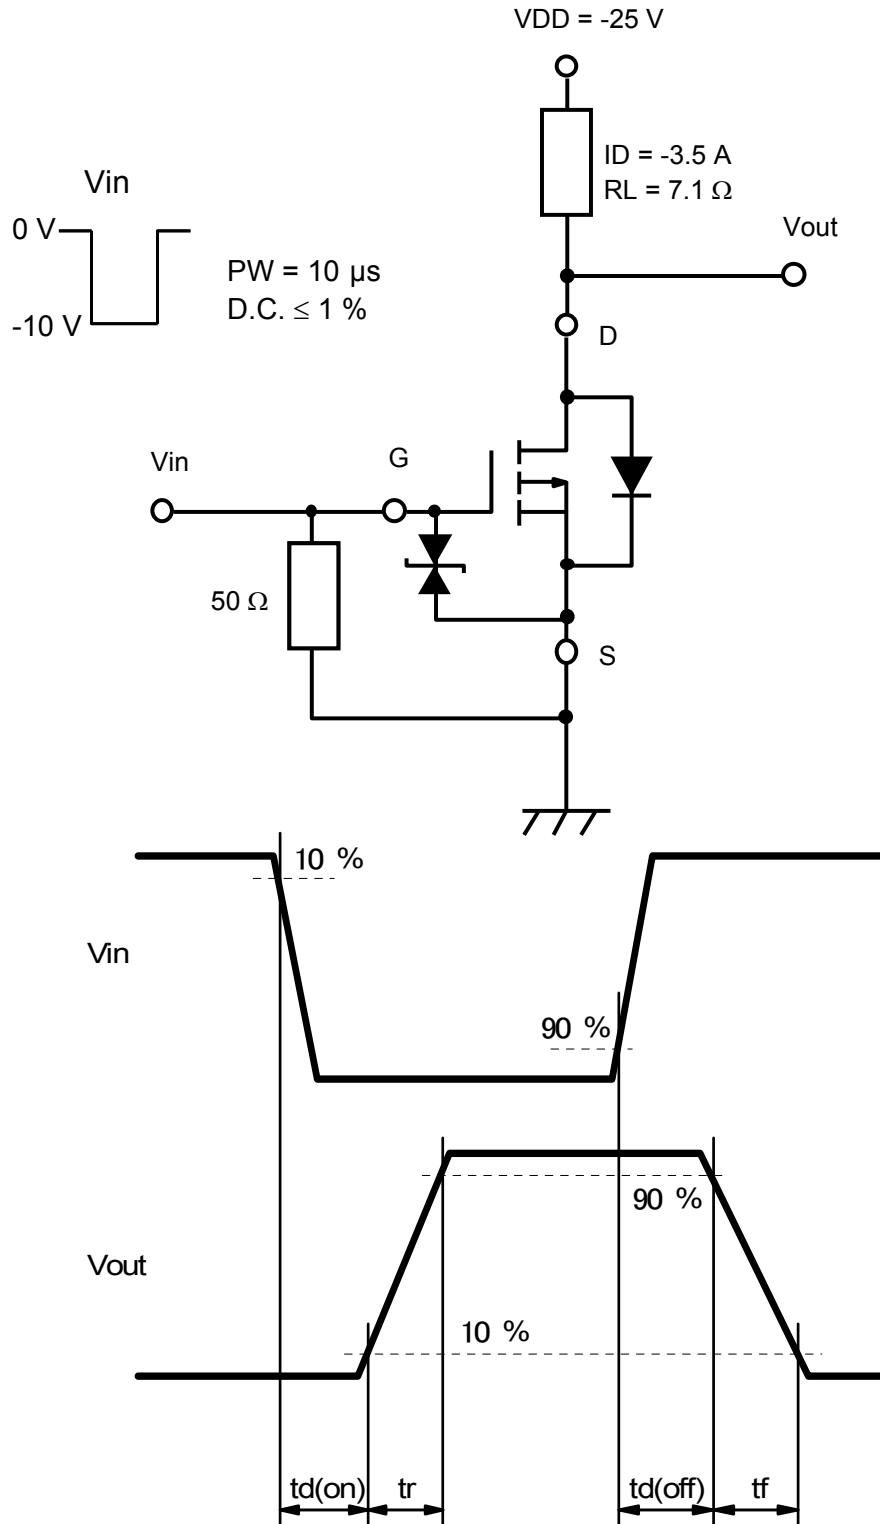 VDD = -25 V
ID = -3.5 A
RL = 7.1 Ω
Vin
0 V
-10 V
PW = 10 µs
D.C. ≤ 1 %
Vout
D
Vin
G
50 Ω
S
10 %
Vin
90 %
90 %
Vout
10 %
td(on)
tr
td(off)
tf